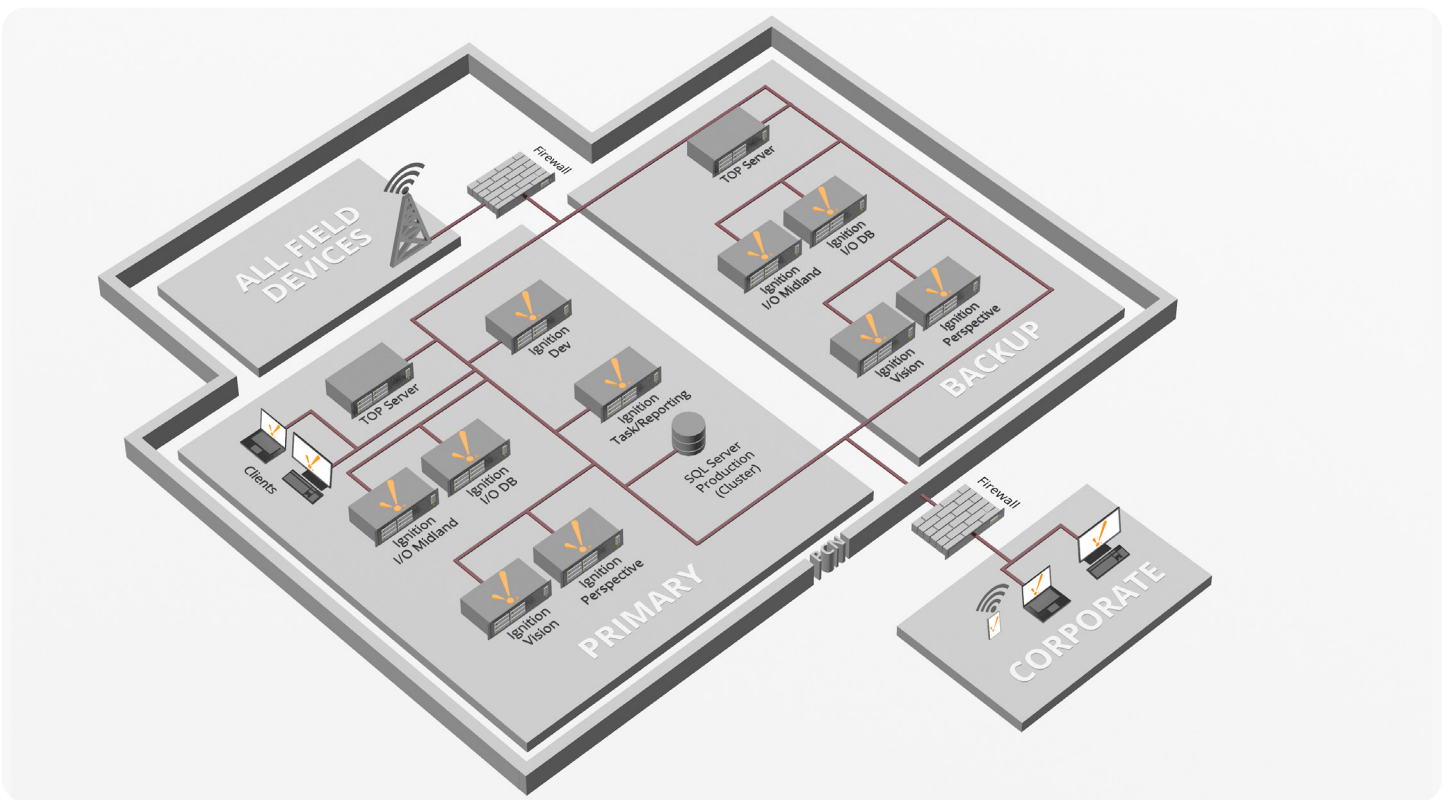 Firewall
ALL FIELD
DEVICES
TOP Server
Ignition
I/O DB
Ignition
I/O Midland
Ignition
Perspective
Ignition
Vision
BACKUP
Ignition
Dev
TOP Server
Ignition
Task/Reporting
SQL Server
Production
(Cluster)
Clients
Ignition
I/O DB
Ignition
I/O Midland
Ignition
Perspective
Ignition
Vision
PRIMARY
PCN
Firewall
CORPORATE